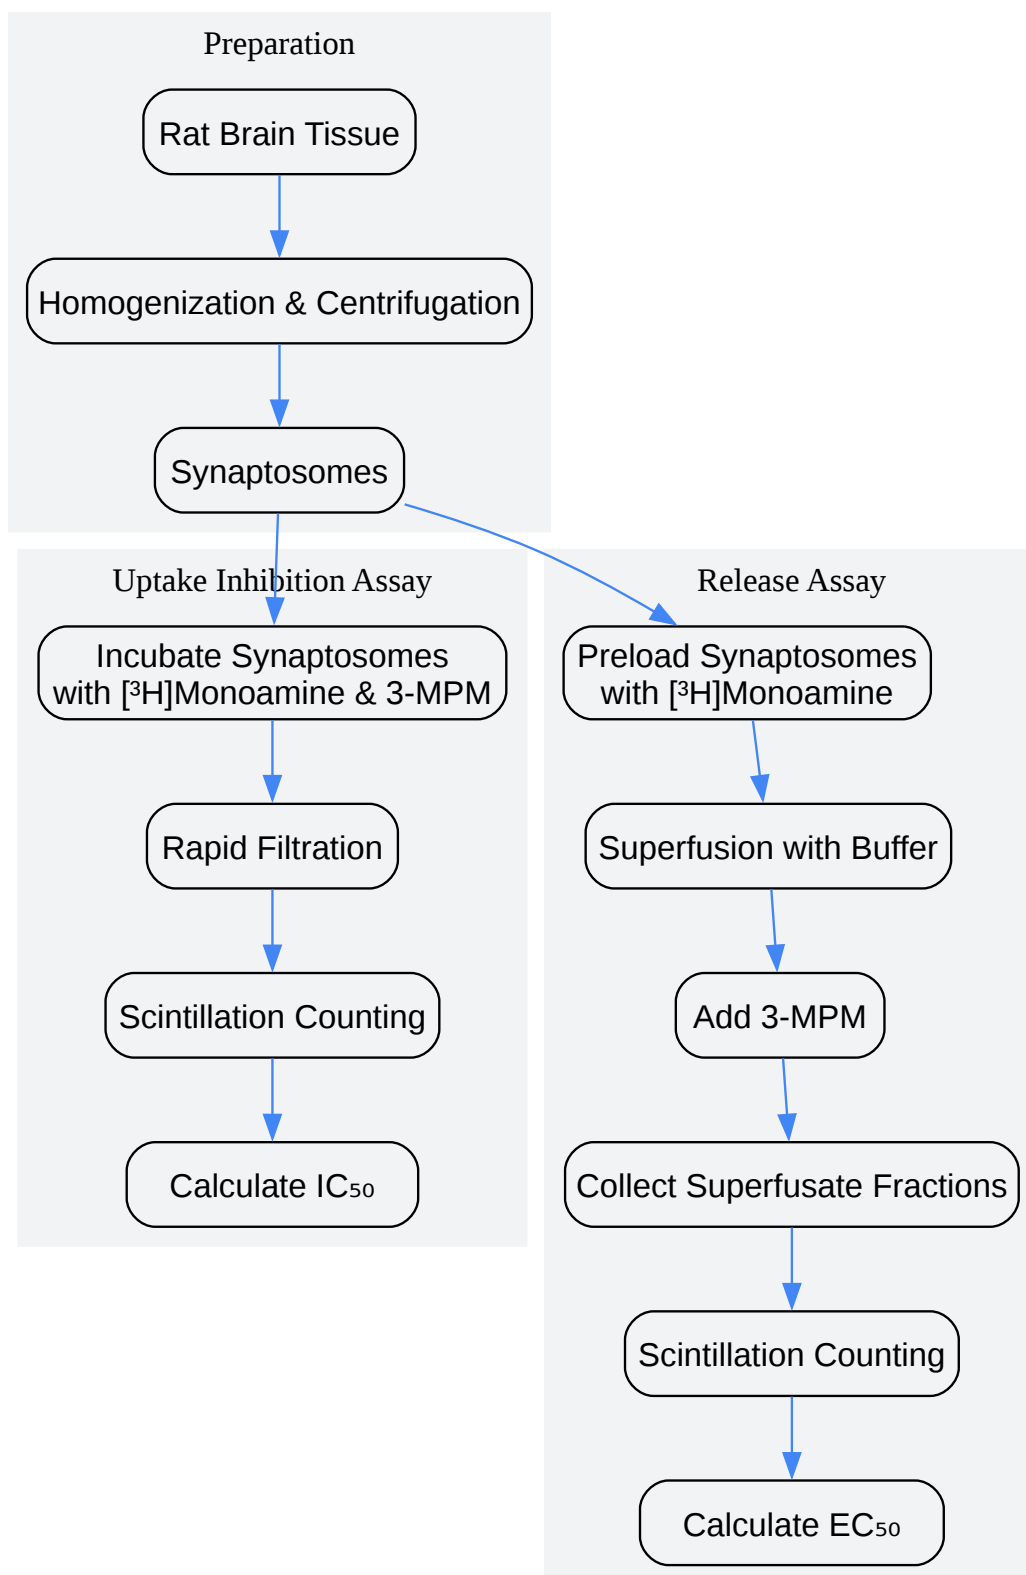 Preparation
Rat Brain Tissue
Homogenization & Centrifugation
Synaptosomes
Uptake Inhibition Assay
Incubate Synaptosomes
with [³H]Monoamine & 3-MPM
Rapid Filtration
Scintillation Counting
Calculate IC₅₀
Release Assay
Preload Synaptosomes
with [³H]Monoamine
Superfusion with Buffer
Add 3-MPM
Collect Superfusate Fractions
Scintillation Counting
Calculate EC₅₀